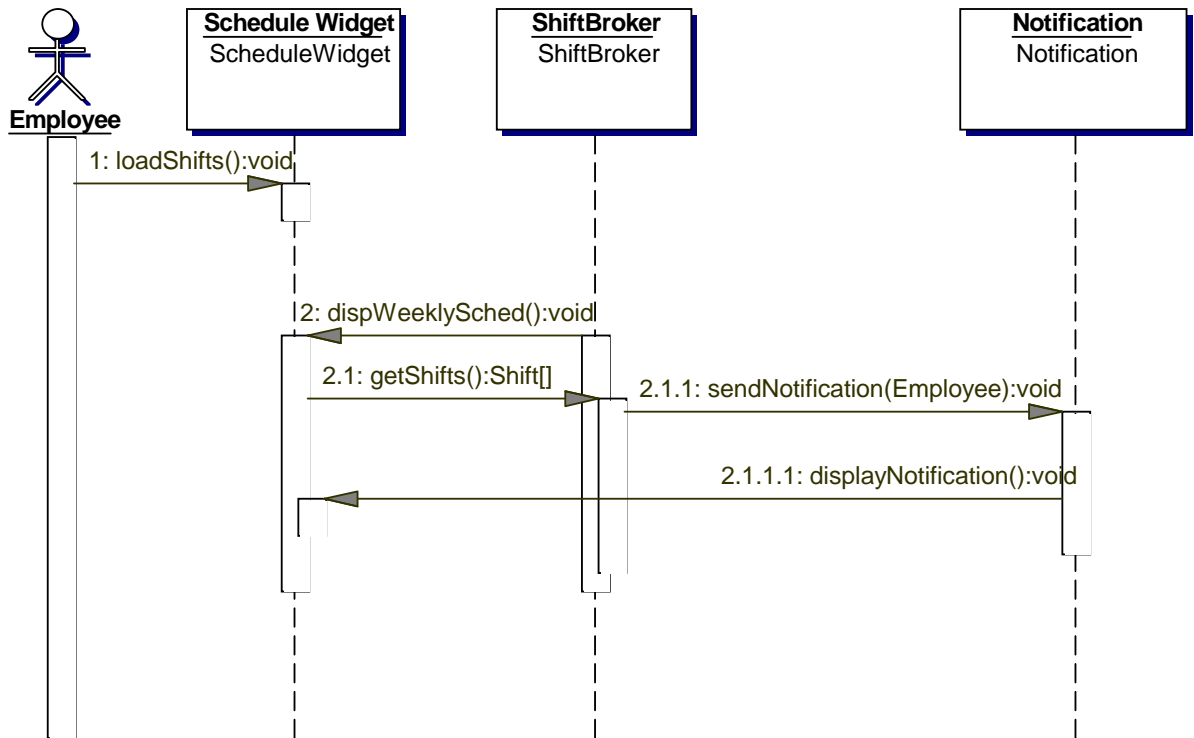 Schedule Widget
ScheduleWidget
ShiftBroker
ShiftBroker
Notification
Notification
Employee
1: loadShifts():void
2: dispWeeklySched():void
2.1: getShifts():Shift[]
2.1.1: sendNotification(Employee):void
2.1.1.1: displayNotification():void